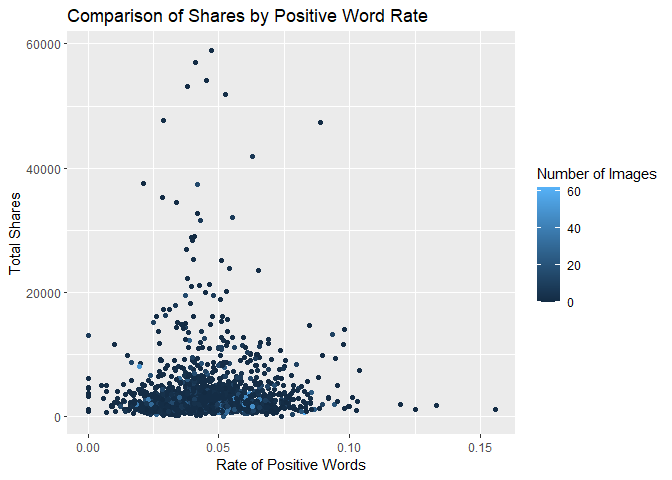 Comparison of Shares by Positive Word Rate
60000
40000
20000
0
Total Shares
0.00 0.05 0.10 0.15
Rate of Positive Words
Number of Images
60
40
20
0